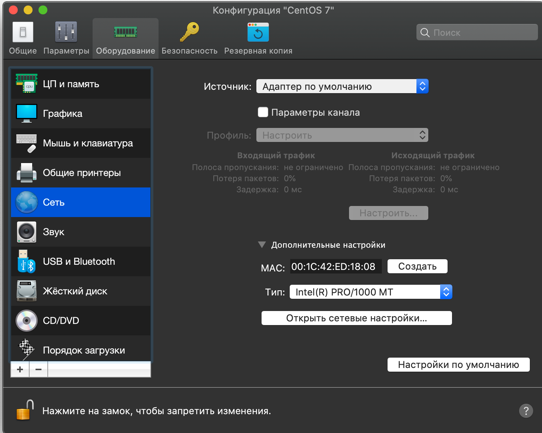 Конфигурация "CentOS 7"
Общие
Параметры
Оборудование
Безопасность
Резервная копия
Поиск
ЦП и память
Графика
Мышь и клавиатура
Общие принтеры
Сеть
Звук
USB и Bluetooth
Жёсткий диск
CD/DVD
Порядок загрузки
+ −
Источник: Адаптер по умолчанию
Параметры канала
Профиль: Настроить
Входящий трафик Исходящий трафик
Полоса пропускания: не ограничено Полоса пропускания: не ограничено
Потеря пакетов: 0% Потеря пакетов: 0%
Задержка: 0 мс Задержка: 0 мс
Настроить...
Дополнительные настройки
MAC: 00:1C:42:ED:18:08 Создать
Тип: Intel(R) PRO/1000 MT
Открыть сетевые настройки...
Настройки по умолчанию
Нажмите на замок, чтобы запретить изменения.
?